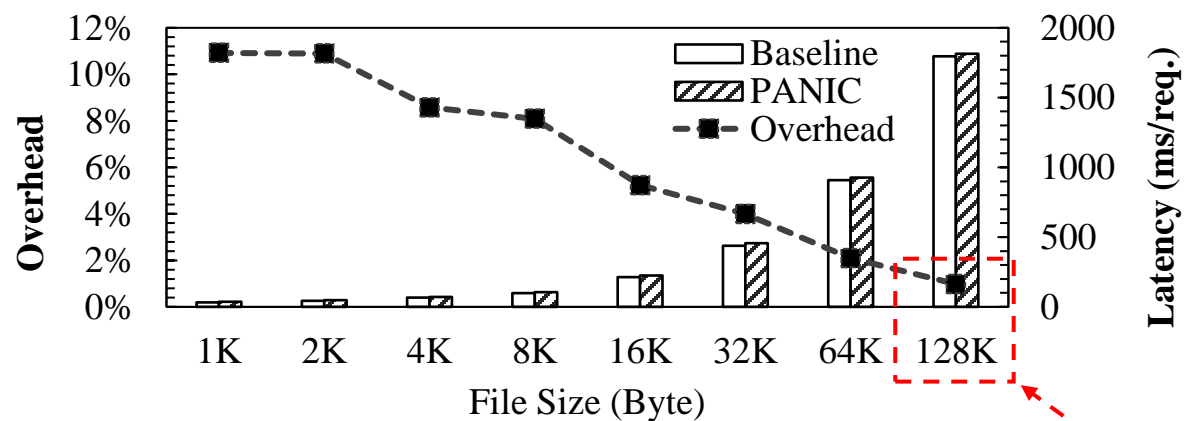 12%
10%
8%
6%
4%
2%
0%
Overhead
Baseline
PANIC
Overhead
2000
1500
1000
500
0
Latency (ms/req.)
1K 2K 4K 8K 16K 32K 64K 128K
File Size (Byte)